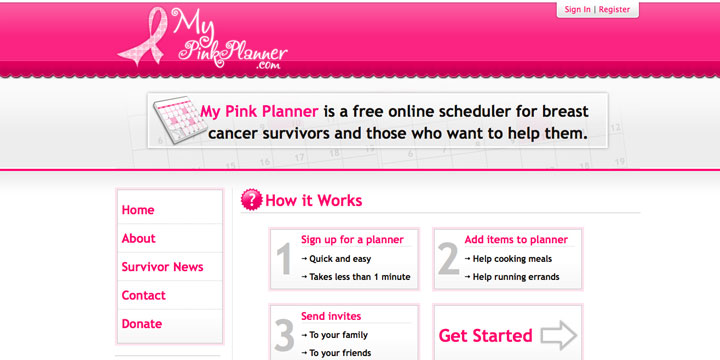 Sign In | Register
My
PinkPlanner
.com
My Pink Planner is a free online scheduler for breast
cancer survivors and those who want to help them.
12
16
17
18
19
Home
About
Survivor News
Contact
Donate
? How it Works
1
Sign up for a planner
→ Quick and easy
→ Takes less than 1 minute
2
Add items to planner
→ Help cooking meals
→ Help running errands
3
Send invites
→ To your family
→ To your friends
Get Started